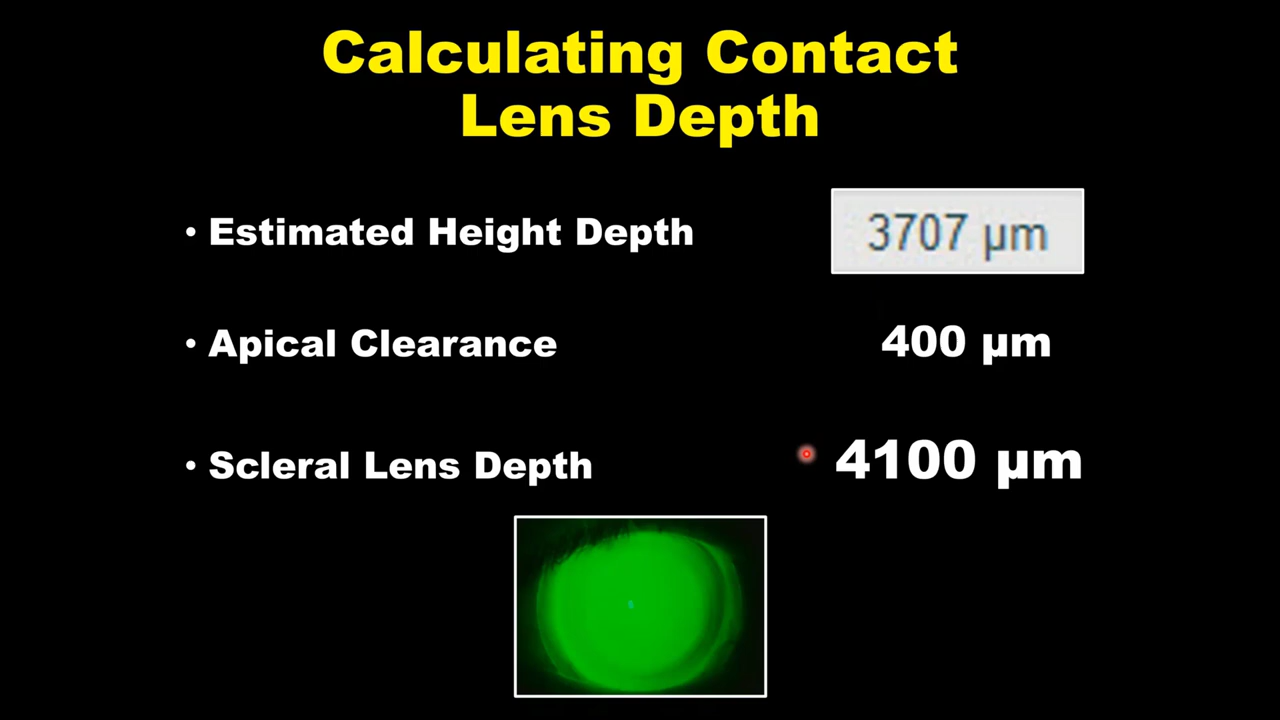 Calculating Contact
Lens Depth
• Estimated Height Depth 3707 µm
• Apical Clearance 400 µm
• Scleral Lens Depth 4100 µm